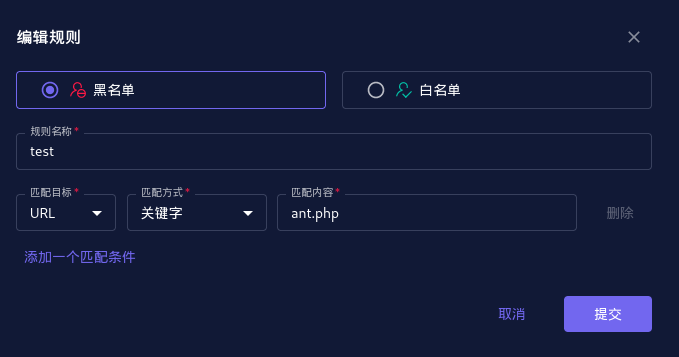 编辑规则
黑名单 白名单
规则名称*
test
匹配目标* 匹配方式* 匹配内容*
URL 关键字 ant.php 删除
添加一个匹配条件
取消 提交